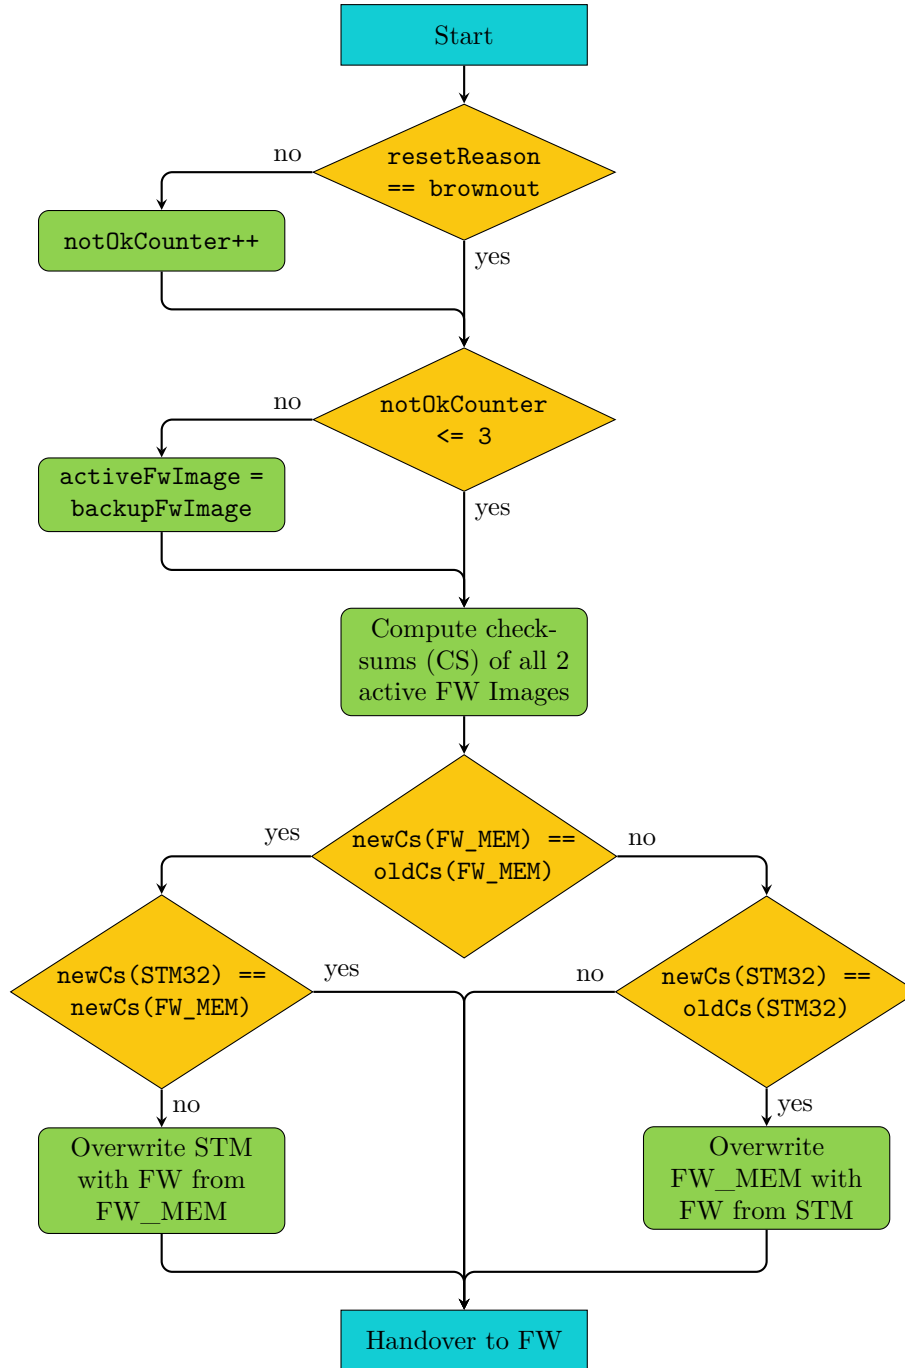 Start
resetReason
== brownout
no
notOkCounter++
yes
notOkCounter
<= 3
no
activeFwImage =
backupFwImage
yes
Compute check-
sums (CS) of all 2
active FW Images
newCs(FW_MEM) ==
oldCs(FW_MEM)
yes
no
newCs(STM32) ==
newCs(FW_MEM)
yes
no
newCs(STM32) ==
oldCs(STM32)
no
yes
Overwrite STM
with FW from
FW_MEM
Overwrite
FW_MEM with
FW from STM
Handover to FW